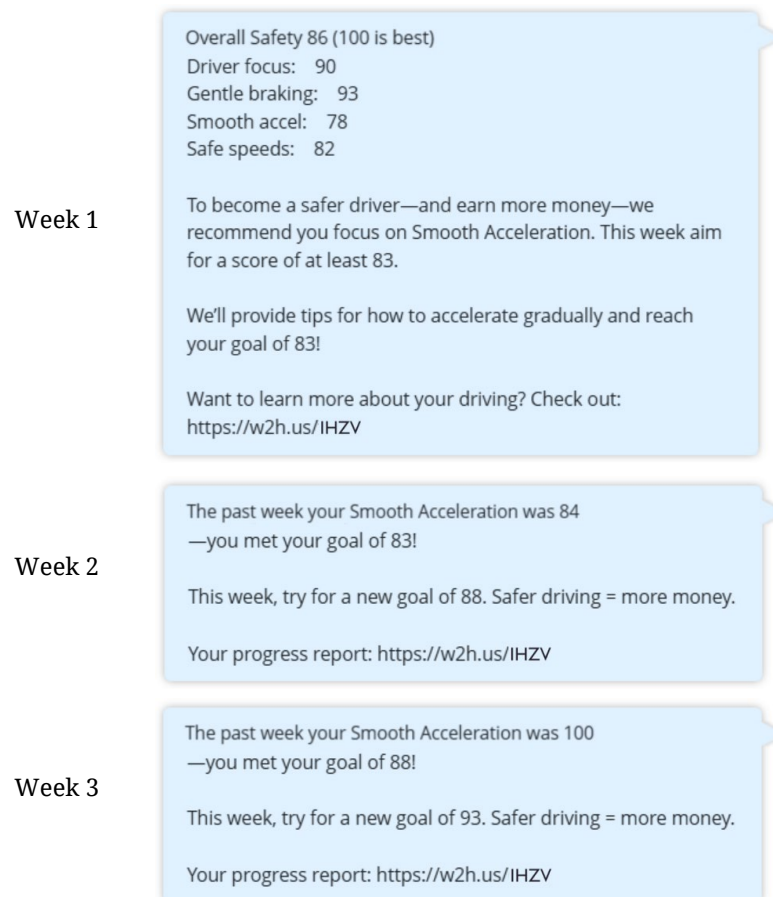 Week 1
Overall Safety 86 (100 is best)
Driver focus: 90
Gentle braking: 93
Smooth accel: 78
Safe speeds: 82
To become a safer driver—and earn more money—we
recommend you focus on Smooth Acceleration. This week aim
for a score of at least 83.
We'll provide tips for how to accelerate gradually and reach
your goal of 83!
Want to learn more about your driving? Check out:
https://w2h.us/IHZV
Week 2
The past week your Smooth Acceleration was 84
—you met your goal of 83!
This week, try for a new goal of 88. Safer driving = more money.
Your progress report: https://w2h.us/IHZV
Week 3
The past week your Smooth Acceleration was 100
—you met your goal of 88!
This week, try for a new goal of 93. Safer driving = more money.
Your progress report: https://w2h.us/IHZV